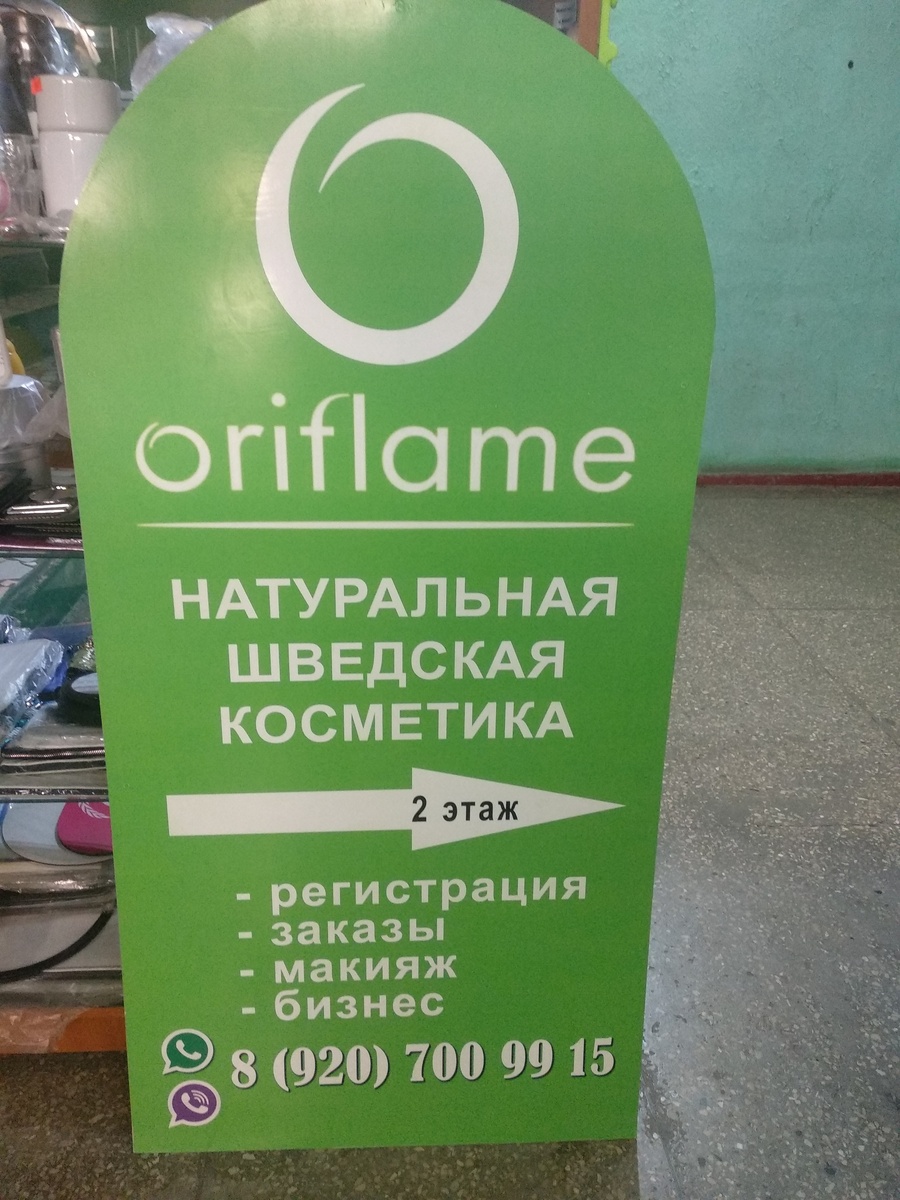 oriflame
НАТУРАЛЬНАЯ
ШВЕДСКАЯ
КОСМЕТИКА
2 этаж
- регистрация
- заказы
- макияж
- бизнес
8 (920) 700 99 15